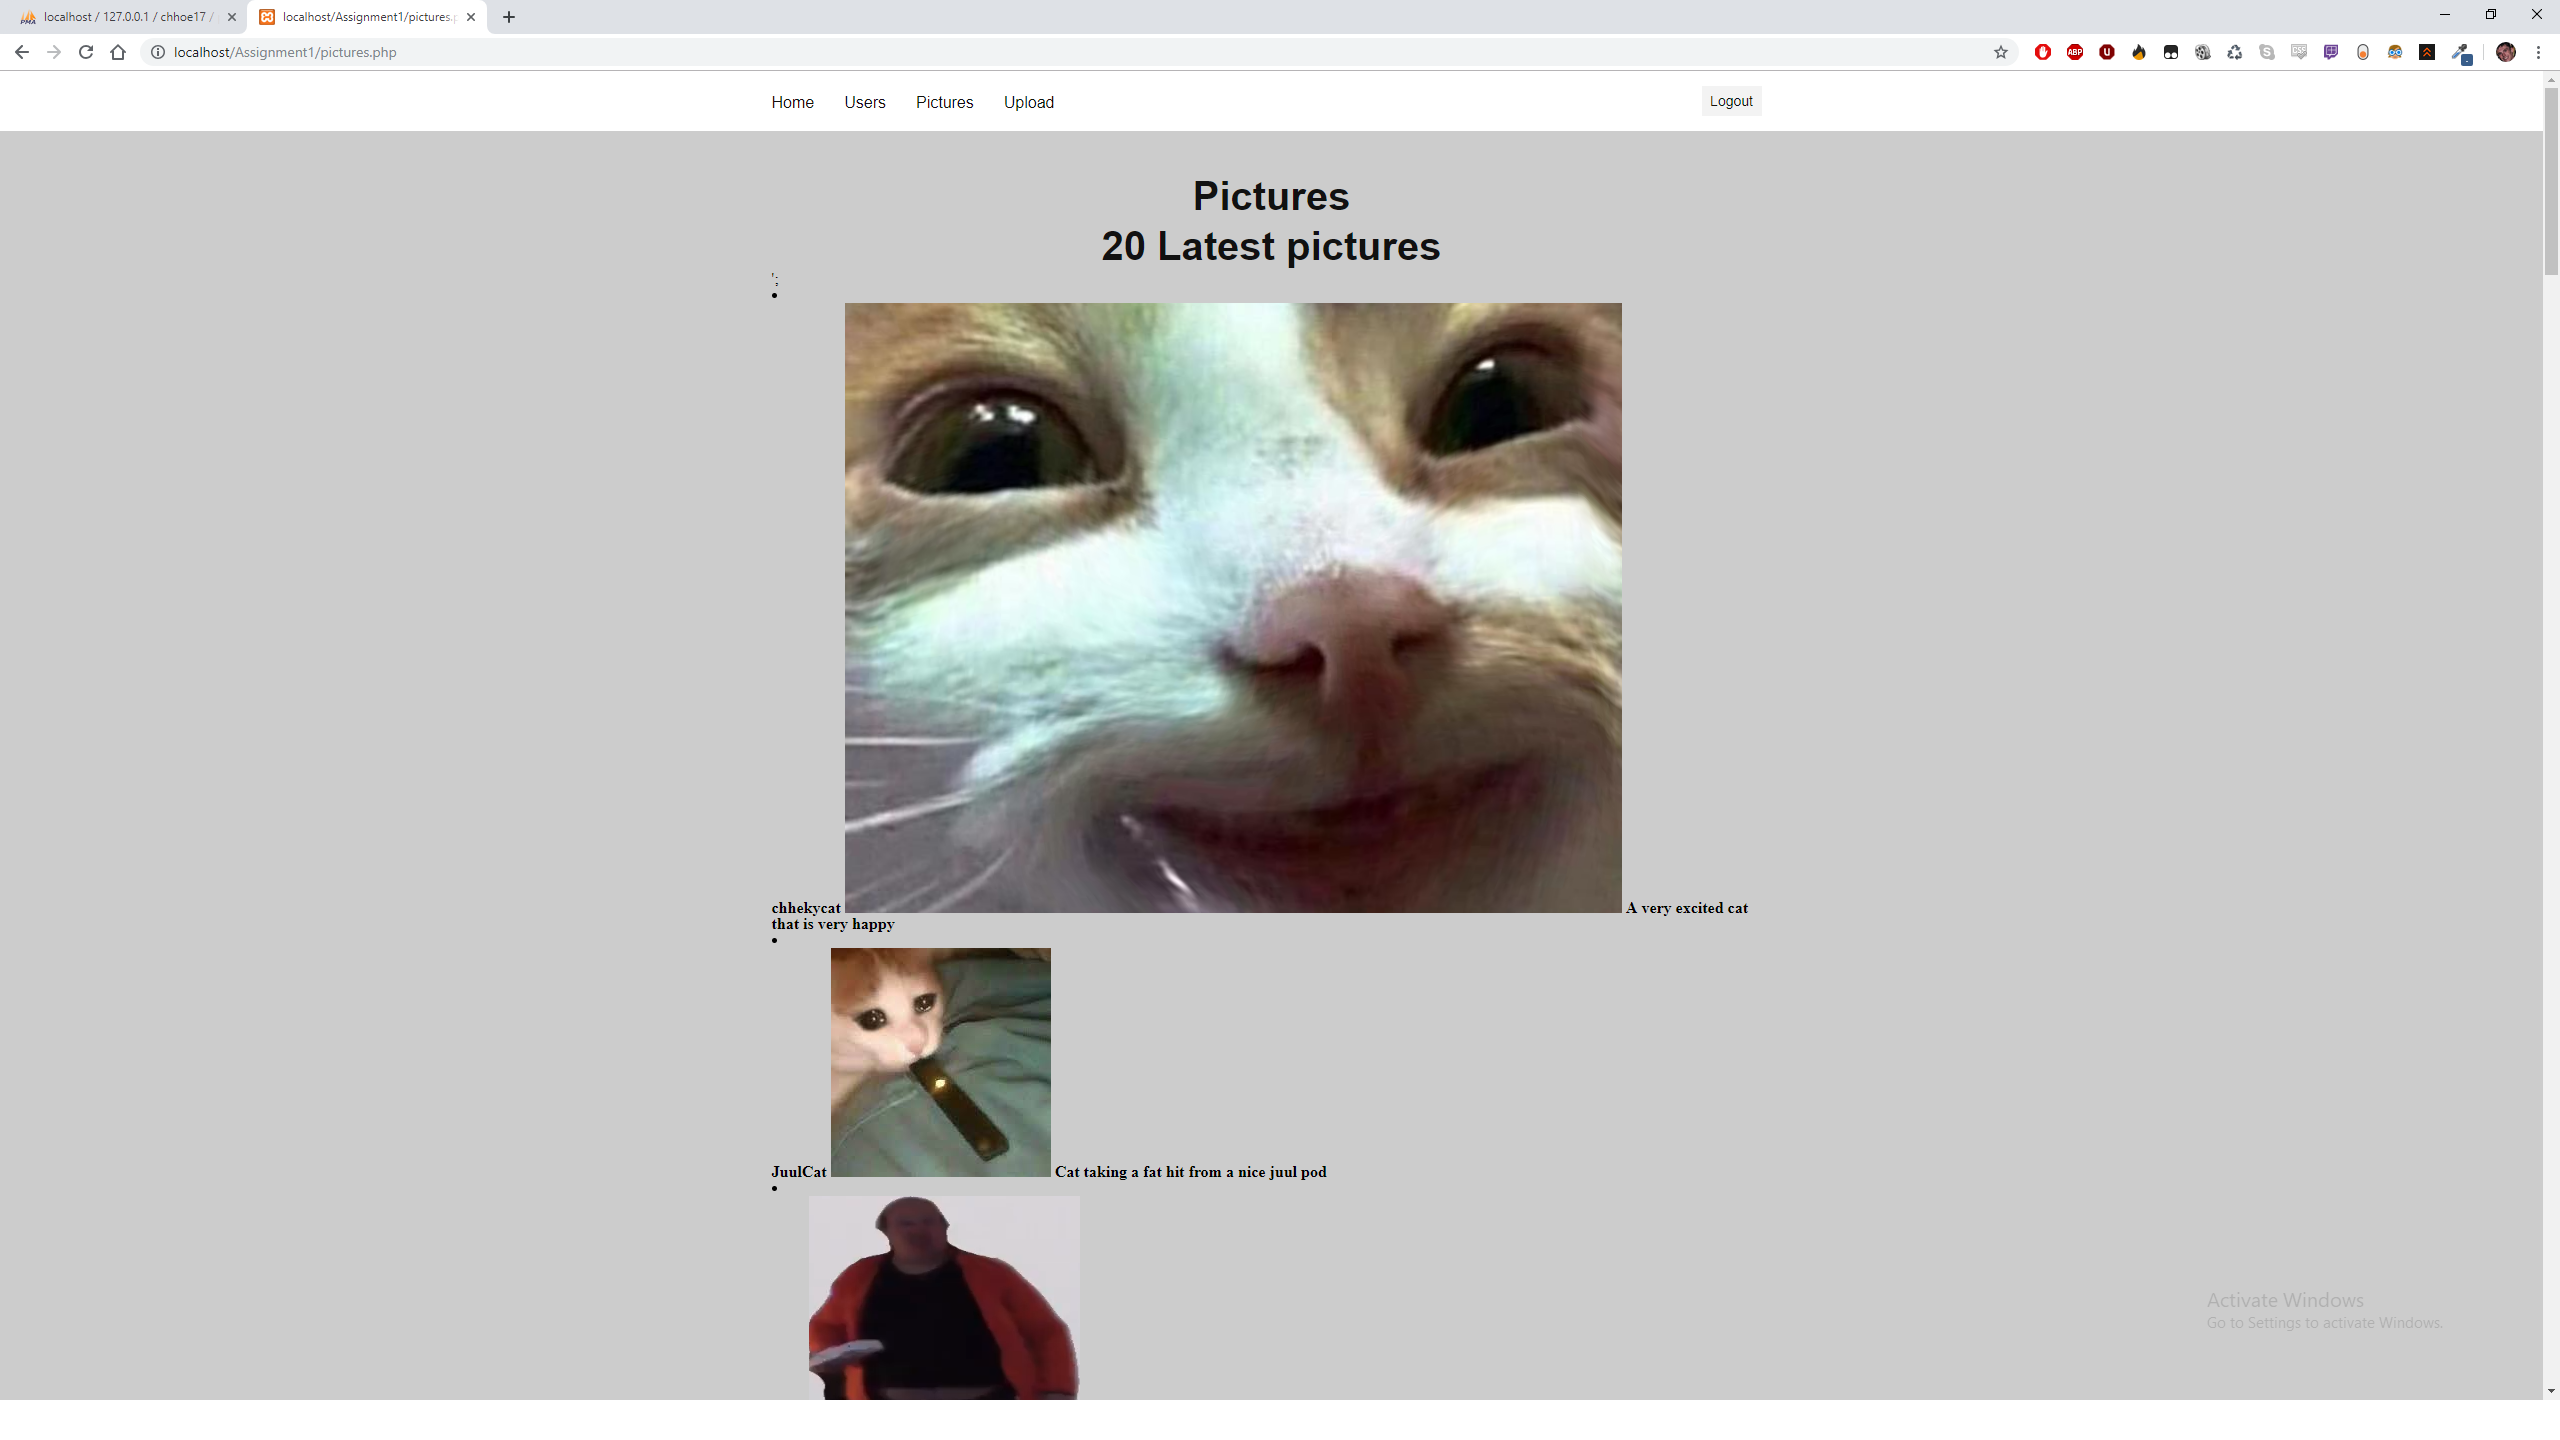 localhost / 127.0.0.1 / chhoe17 /
localhost/Assignment1/pictures.p
localhost/Assignment1/pictures.php
ABP
Home Users Pictures Upload
Logout
Pictures
20 Latest pictures
';
chhekycat A very excited cat
that is very happy
JuulCat Cat taking a fat hit from a nice juul pod
Activate Windows
Go to Settings to activate Windows.